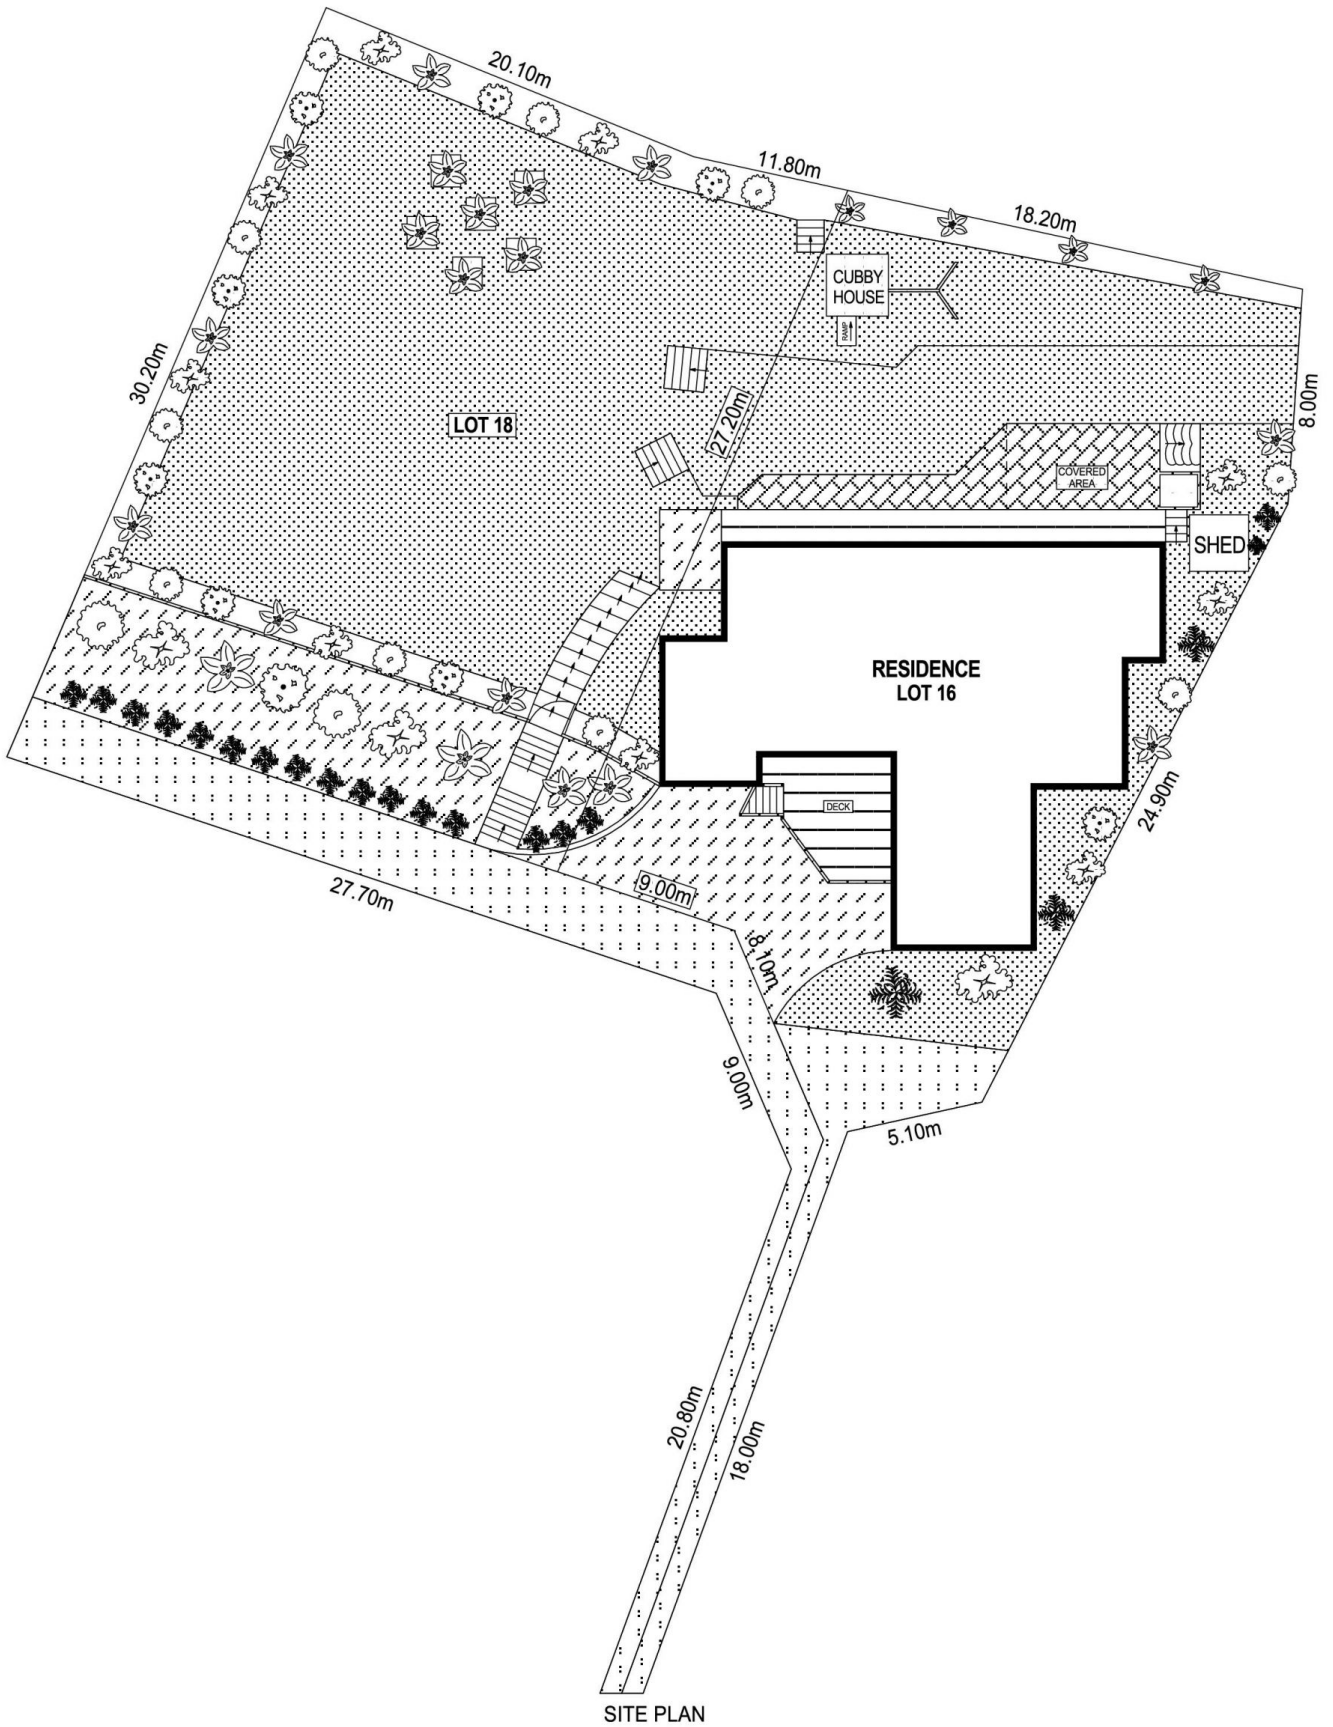 20.10m
11.80m
18.20m
CUBBY
HOUSE
RAMP
30.20m
8.00m
27.20m
LOT 18
COVERED
AREA
SHED
RESIDENCE
LOT 16
DECK
24.90m
27.70m
9.00m
8.10m
9.00m
5.10m
20.80m
18.00m
SITE PLAN